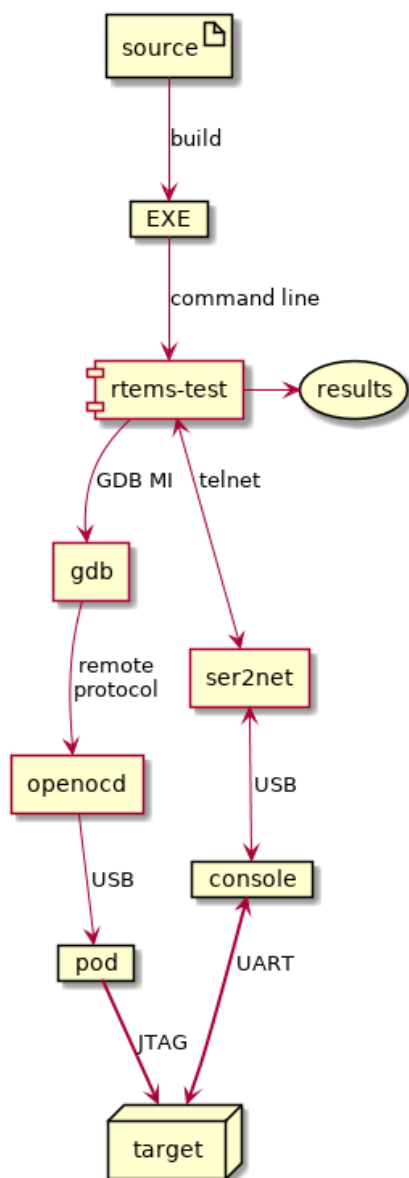 source
build
EXE
command line
rtems-test
results
GDB MI
telnet
gdb
remote
protocol
ser2net
openocd
USB
USB
console
pod
UART
JTAG
target